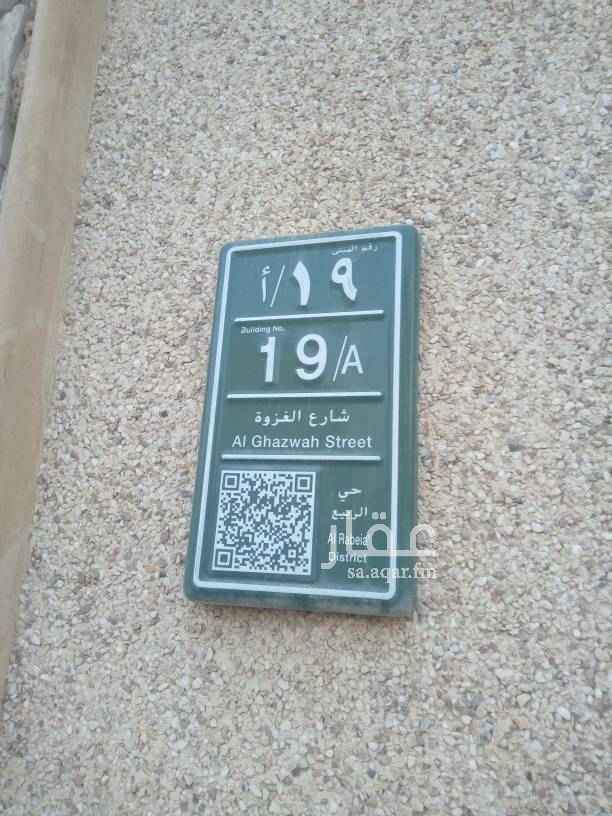 رقم المبنى
١٩/أ
Building No.
19/A
شارع الغزوة
Al Ghazwah Street
حي
الربيع
Al Rabeia
District
عقار
sa.aqar.fm